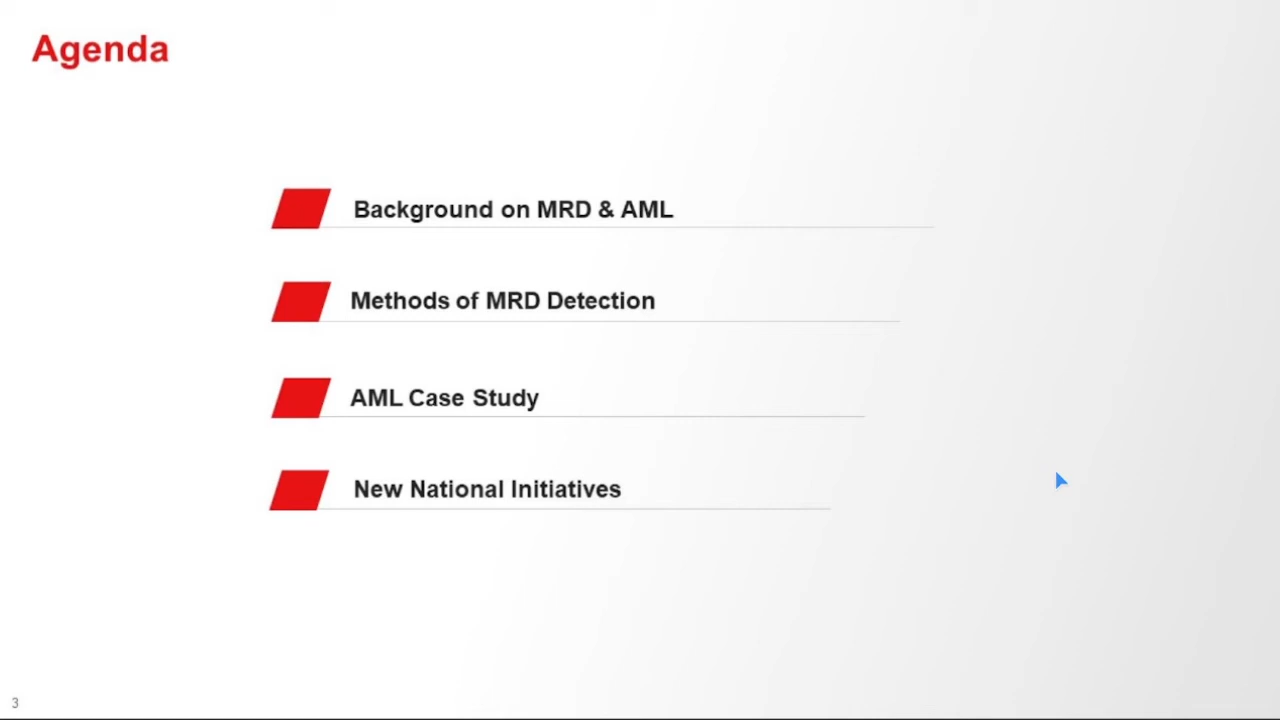 Agenda
Background on MRD & AML
Methods of MRD Detection
AML Case Study
New National Initiatives
3